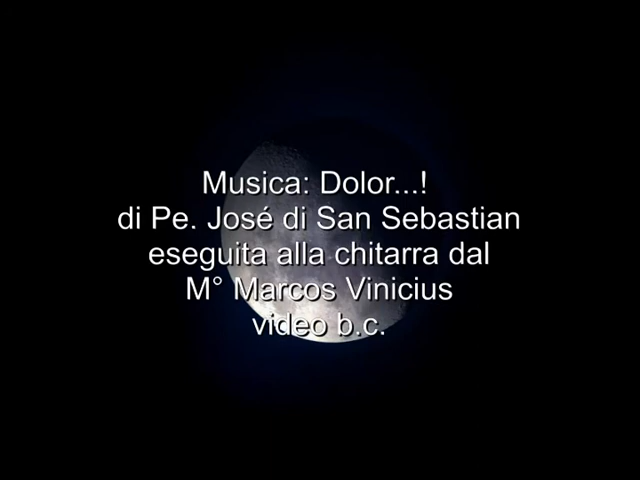 Musica: Dolor...!
di Pe. José di San Sebastian
eseguita alla chitarra dal
M° Marcos Vinicius
video b.c.